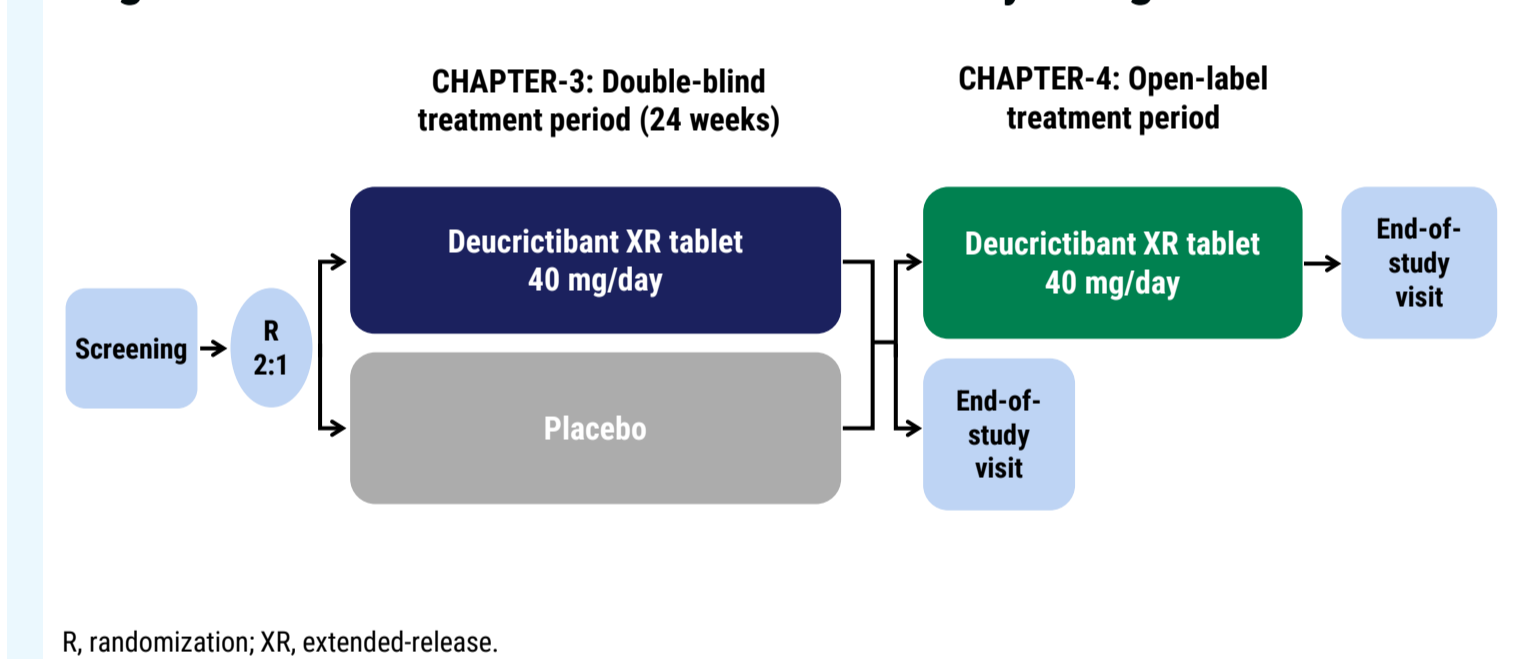 CHAPTER-3: Double-blind
treatment period (24 weeks)
CHAPTER-4: Open-label
treatment period
Screening
R
2:1
Deucrictibant XR tablet
40 mg/day
Placebo
Deucrictibant XR tablet
40 mg/day
End-of-
study
visit
End-of-
study
visit
R, randomization; XR, extended-release.